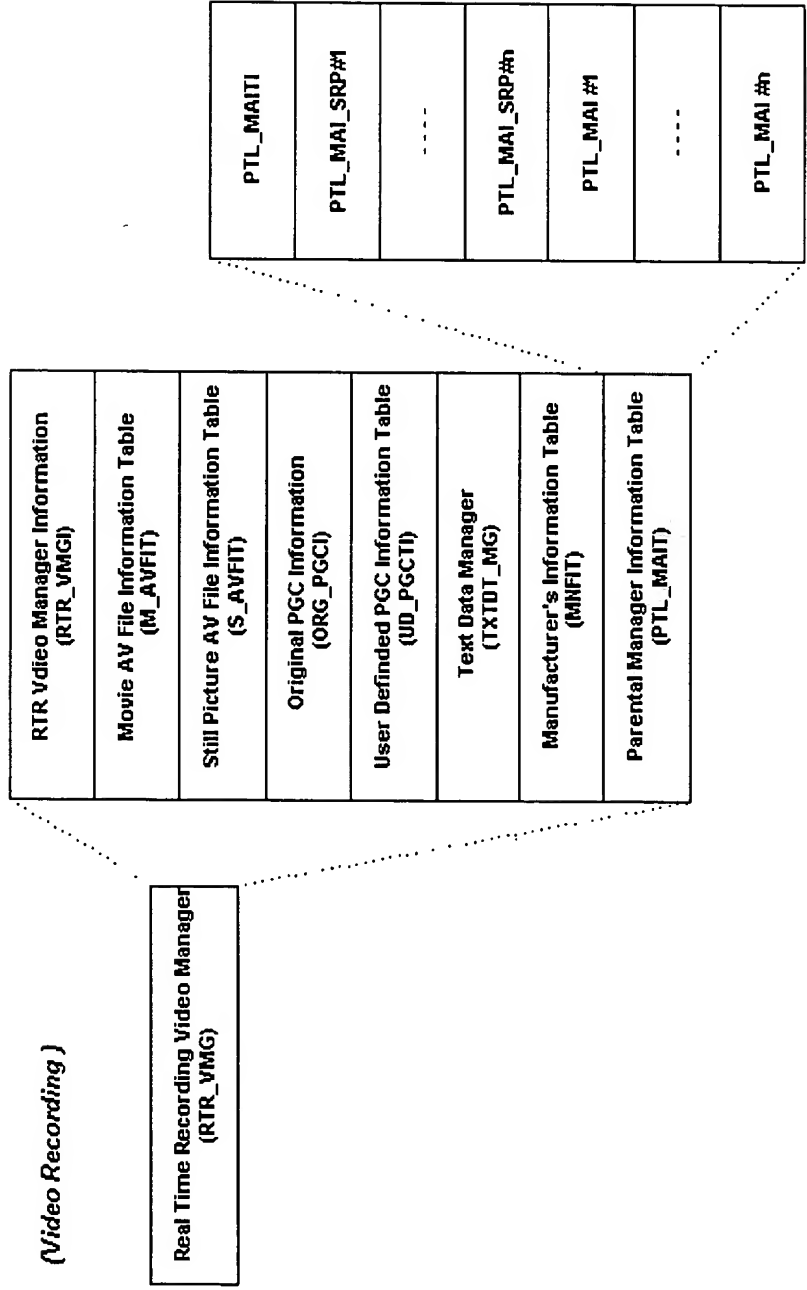 (Video Recording )
Real Time Recording Video Manager
(RTR_VMG)
RTR Vdieo Manager Information
(RTR_VMGI)
Movie AV File Information Table
(M_AVFIT)
Still Picture AV File Information Table
(S_AVFIT)
Original PGC Information
(ORG_PGCI)
User Definded PGC Information Table
(UD_PGCTI)
Text Data Manager
(TXTDT_MG)
Manufacturer's Information Table
(MNFIT)
Parental Manager Information Table
(PTL_MAIT)
PTL_MAITI
PTL_MAI_SRP#1
- - - -
PTL_MAI_SRP#n
PTL_MAI #1
- - - -
PTL_MAI #n